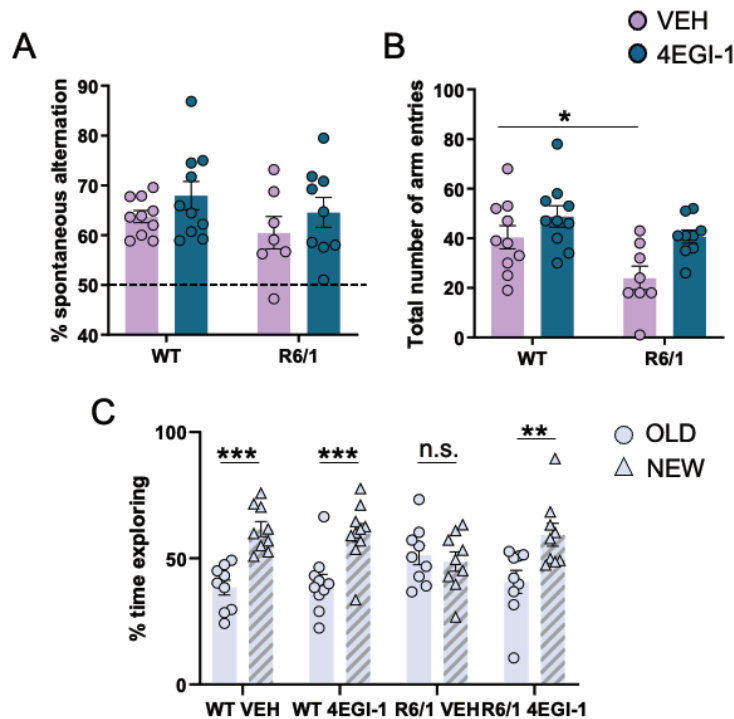 VEH
4EGI-1
A
B
% spontaneous alternation
90
80
70
60
50
40
WT
R6/1
Total number of arm entries
100
80
60
40
20
0
*
WT
R6/1
C
OLD
NEW
% time exploring
100
50
0
***
***
n.s.
**
WT VEH
WT 4EGI-1
R6/1 VEH
R6/1 4EGI-1